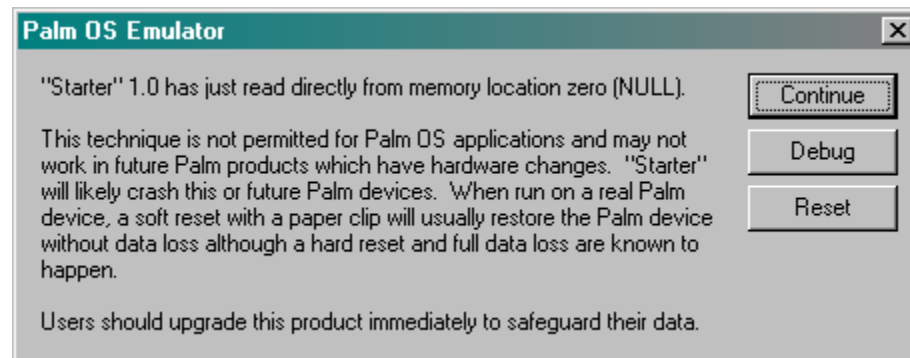 Palm OS Emulator
"Starter" 1.0 has just read directly from memory location zero (NULL).
Continue
This technique is not permitted for Palm OS applications and may not
work in future Palm products which have hardware changes.  "Starter"
will likely crash this or future Palm devices.  When run on a real Palm
device, a soft reset with a paper clip will usually restore the Palm device
without data loss although a hard reset and full data loss are known to
happen.
Debug
Reset
Users should upgrade this product immediately to safeguard their data.